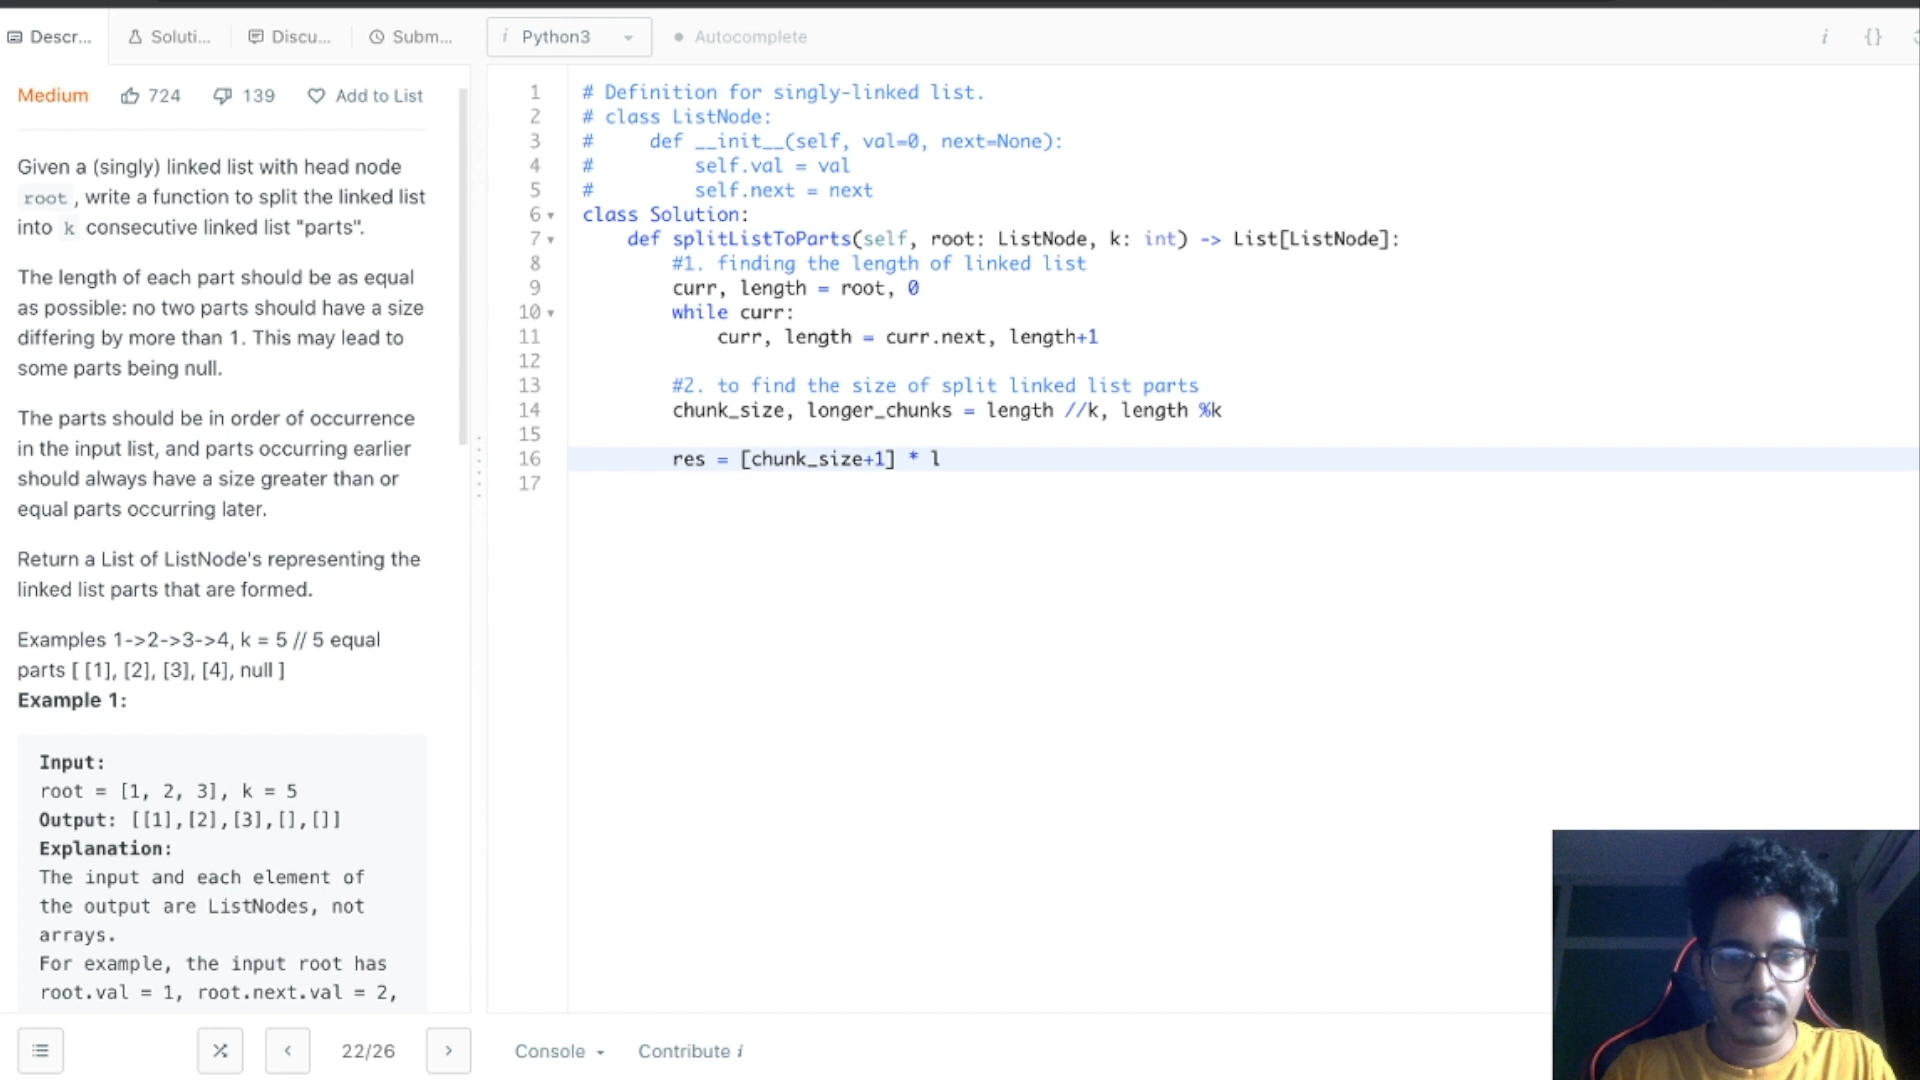 Descr...
Soluti...
Discu...
Subm...
i Python3
Autocomplete
i {}
Medium 724 139 Add to List
Given a (singly) linked list with head node
root , write a function to split the linked list
into k consecutive linked list "parts".
The length of each part should be as equal
as possible: no two parts should have a size
differing by more than 1. This may lead to
some parts being null.
The parts should be in order of occurrence
in the input list, and parts occurring earlier
should always have a size greater than or
equal parts occurring later.
Return a List of ListNode's representing the
linked list parts that are formed.
Examples 1->2->3->4, k = 5 // 5 equal
parts [ [1], [2], [3], [4], null ]
Example 1:
Input:
root = [1, 2, 3], k = 5
Output: [[1],[2],[3],[],[]]
Explanation:
The input and each element of
the output are ListNodes, not
arrays.
For example, the input root has
root.val = 1, root.next.val = 2,
22/26
1 # Definition for singly-linked list.
2 # class ListNode:
3 #     def __init__(self, val=0, next=None):
4 #         self.val = val
5 #         self.next = next
6 class Solution:
7     def splitListToParts(self, root: ListNode, k: int) -> List[ListNode]:
8         #1. finding the length of linked list
9         curr, length = root, 0
10         while curr:
11             curr, length = curr.next, length+1
12
13         #2. to find the size of split linked list parts
14         chunk_size, longer_chunks = length //k, length %k
15
16         res = [chunk_size+1] * l
17
Console
Contribute i